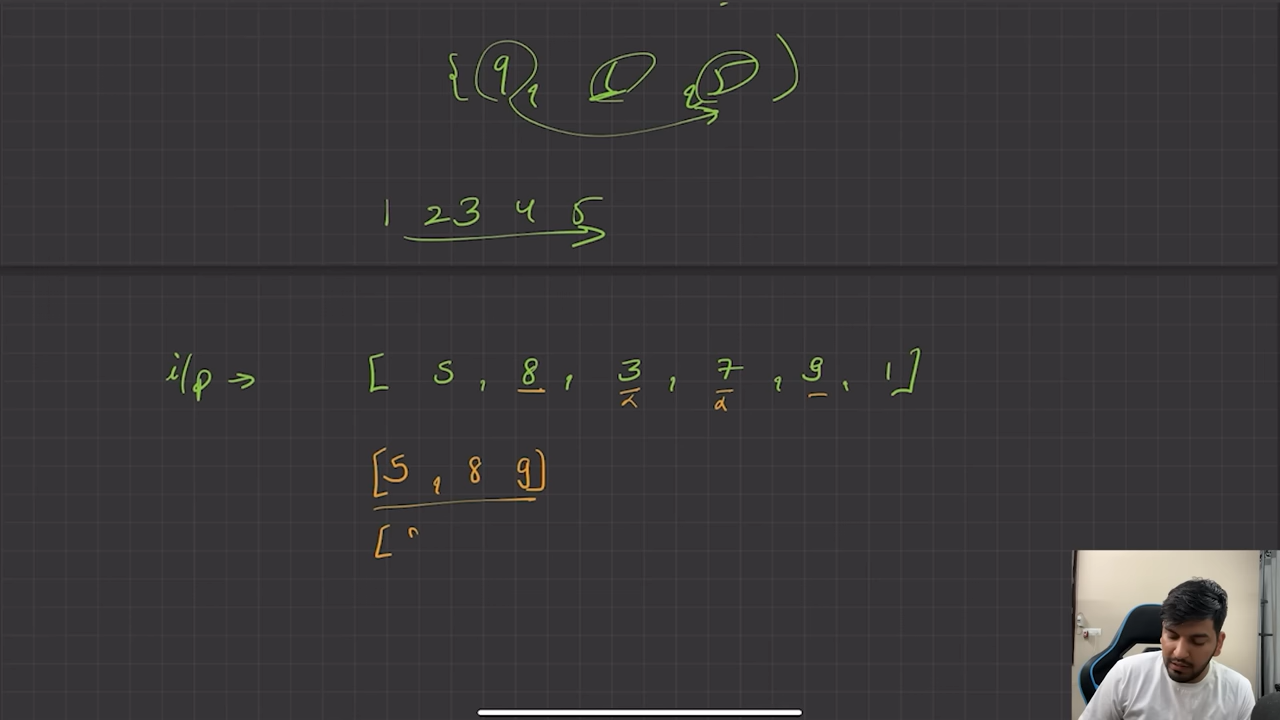 { 9, 1, 5 )
1 2 3 4 5
i/p → [ 5, 8, 3, 7, 9, 1]
[5, 8 9]
[